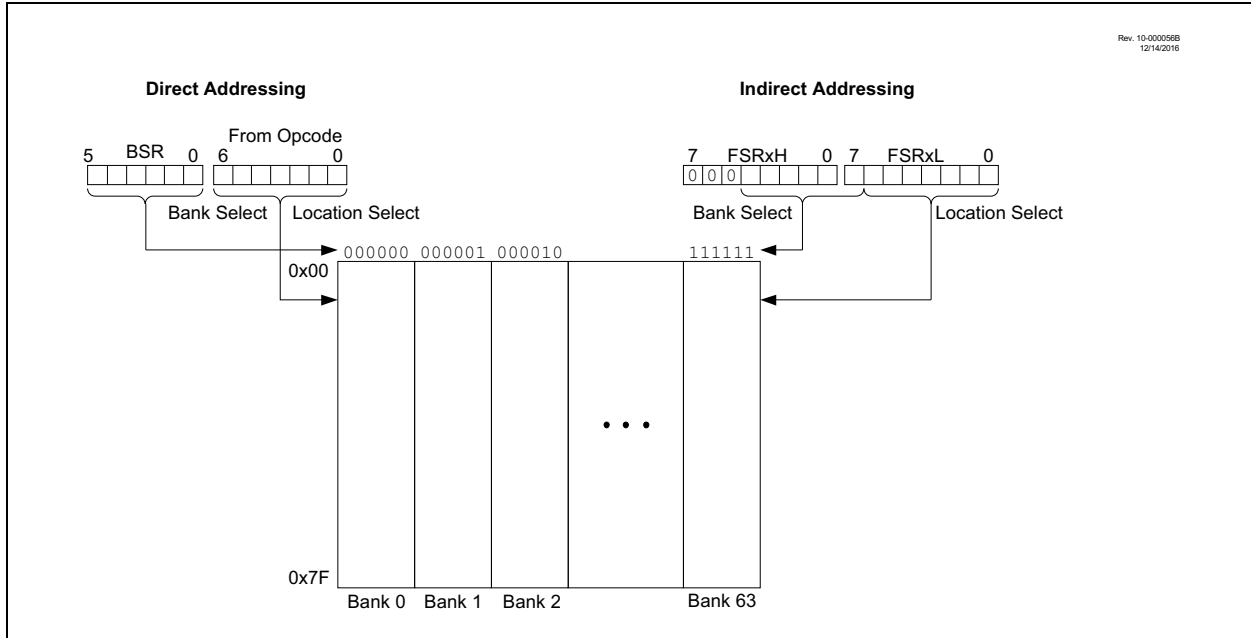 Rev. 10-000056B
12/14/2016
Direct Addressing
Indirect Addressing
From Opcode
5 BSR 0 6 0
7 FSRxH 0 7 FSRxL 0
0 0 0
Bank Select Location Select
Bank Select Location Select
000000 000001 000010 111111
0x00
• • •
0x7F
Bank 0 Bank 1 Bank 2 Bank 63